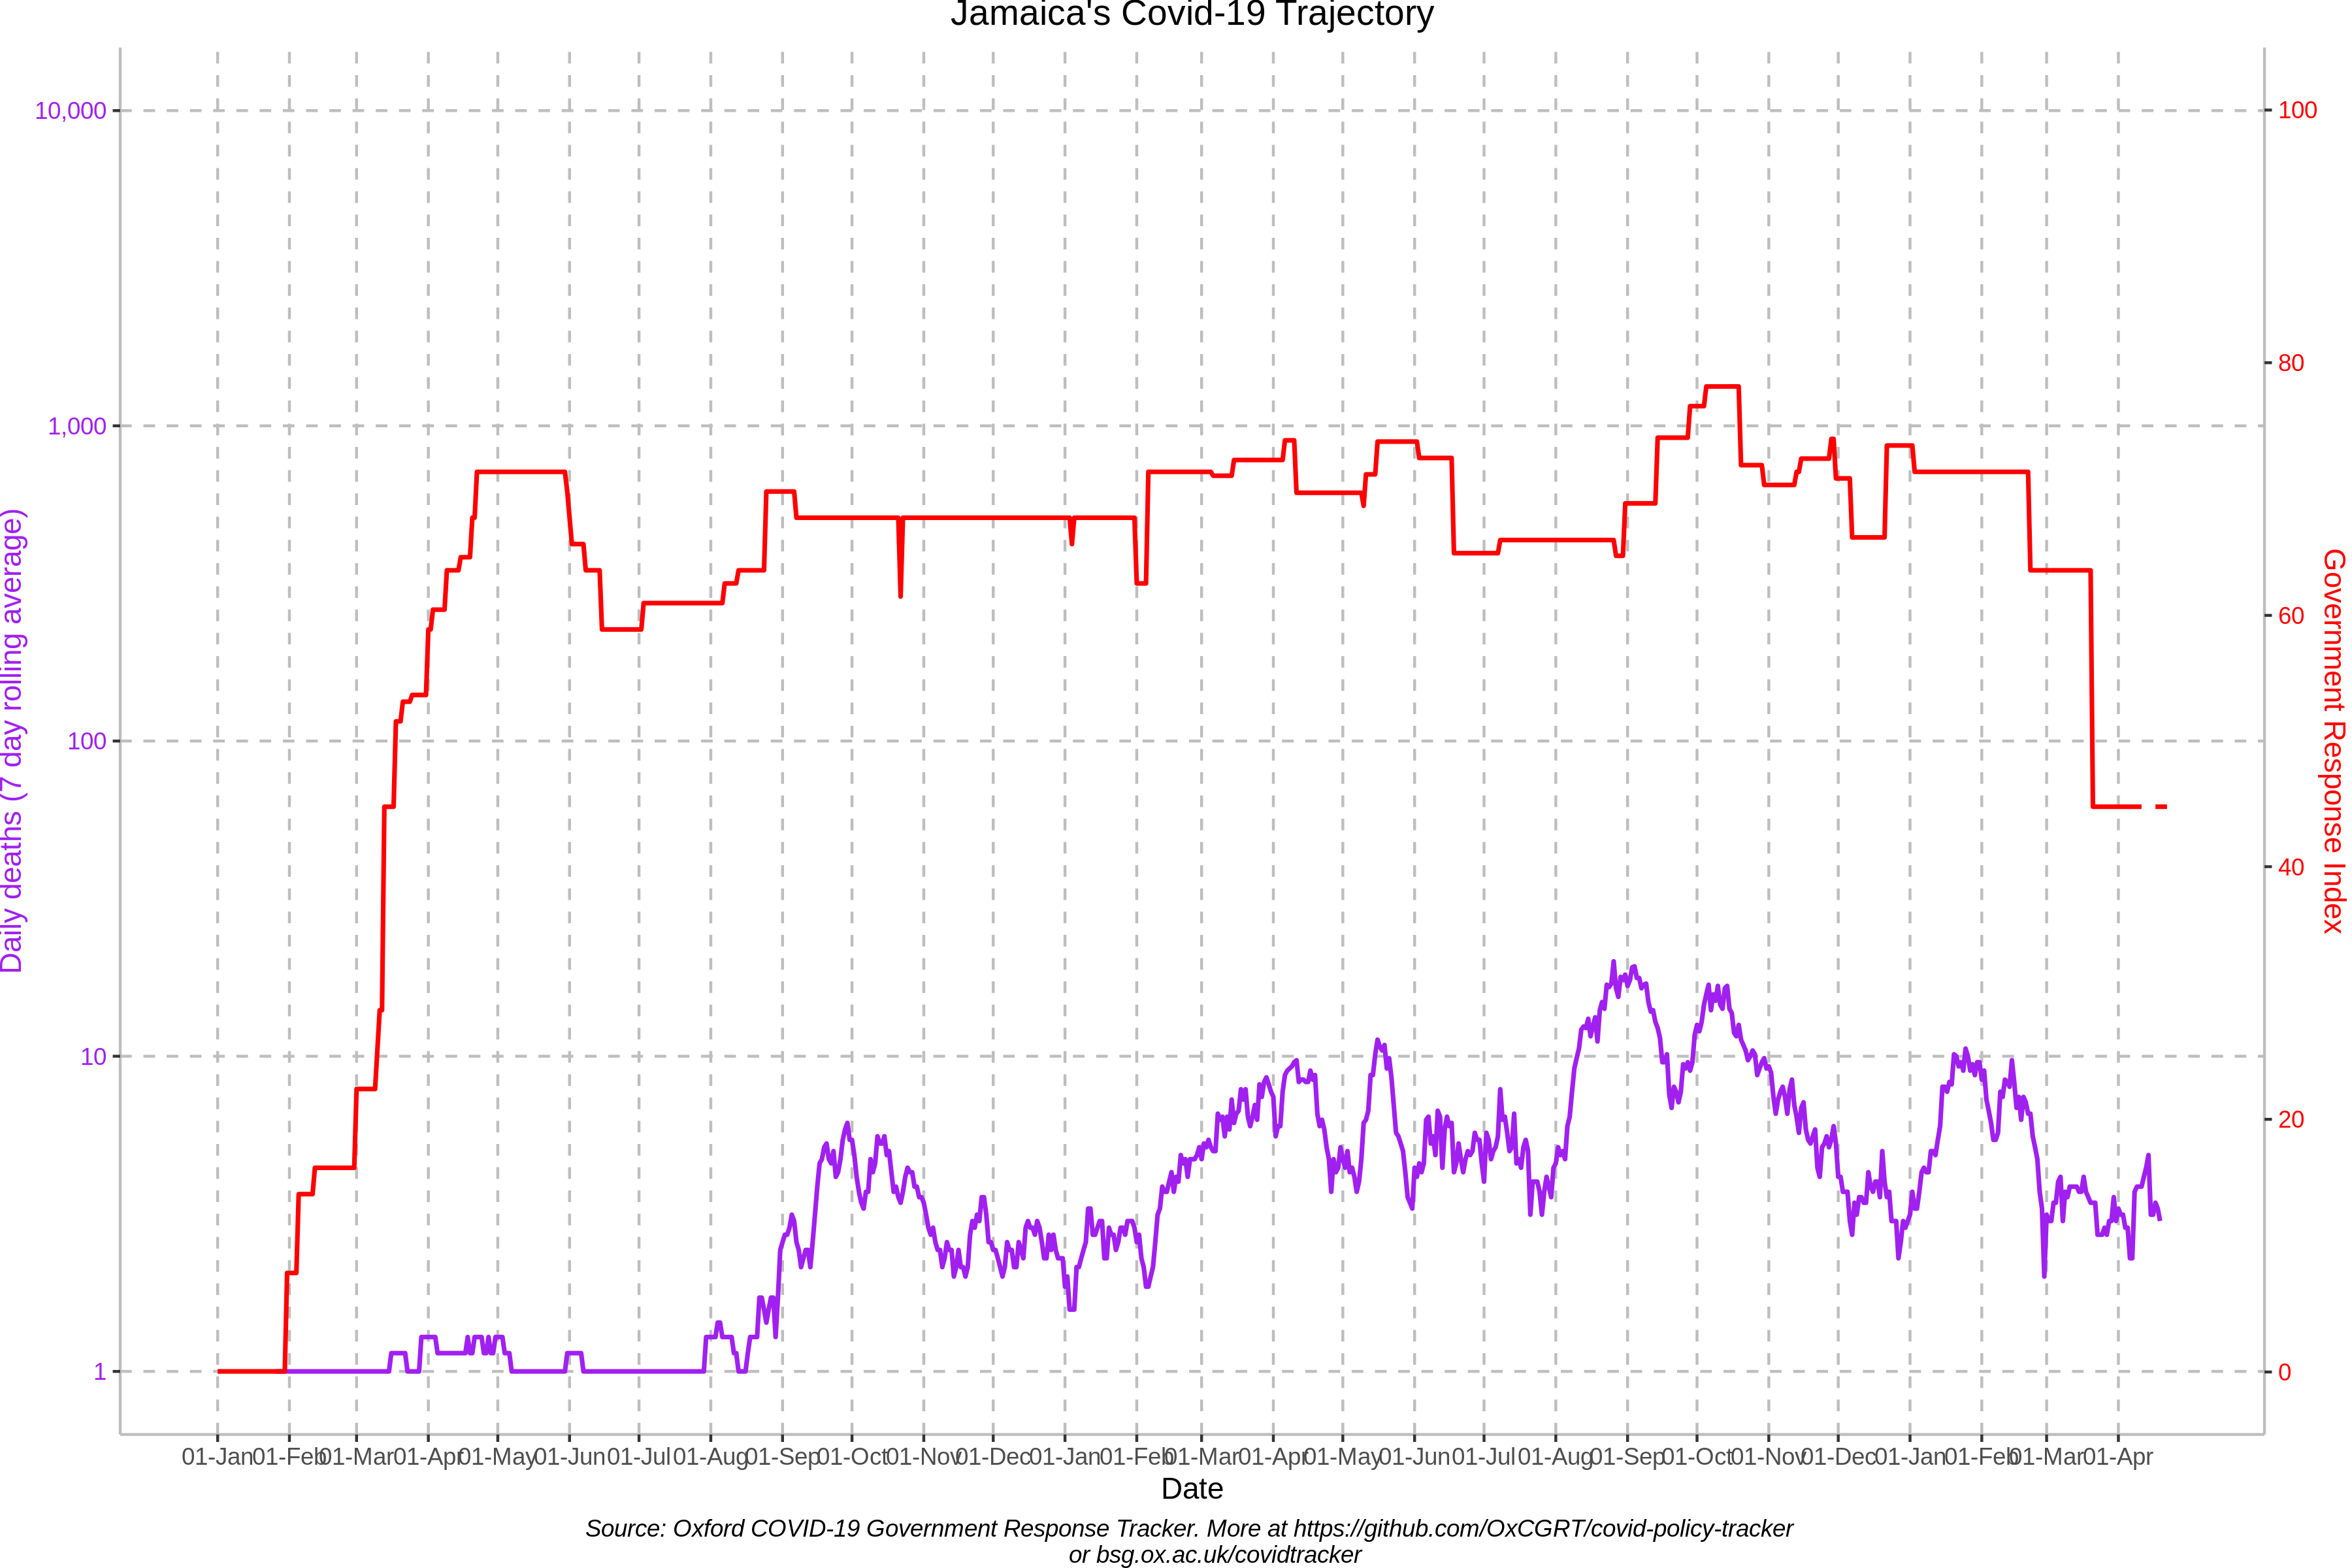 Jamaica's Covid-19 Trajectory
10,000
1,000
100
10
1
Daily deaths (7 day rolling average)
100
80
60
40
20
0
Government Response Index
01-Jan 01-Feb 01-Mar 01-Apr 01-May 01-Jun 01-Jul 01-Aug 01-Sep 01-Oct 01-Nov 01-Dec 01-Jan 01-Feb 01-Mar 01-Apr 01-May 01-Jun 01-Jul 01-Aug 01-Sep 01-Oct 01-Nov 01-Dec 01-Jan 01-Feb 01-Mar 01-Apr
Date
Source: Oxford COVID-19 Government Response Tracker. More at https://github.com/OxCGRT/covid-policy-tracker
or bsg.ox.ac.uk/covidtracker